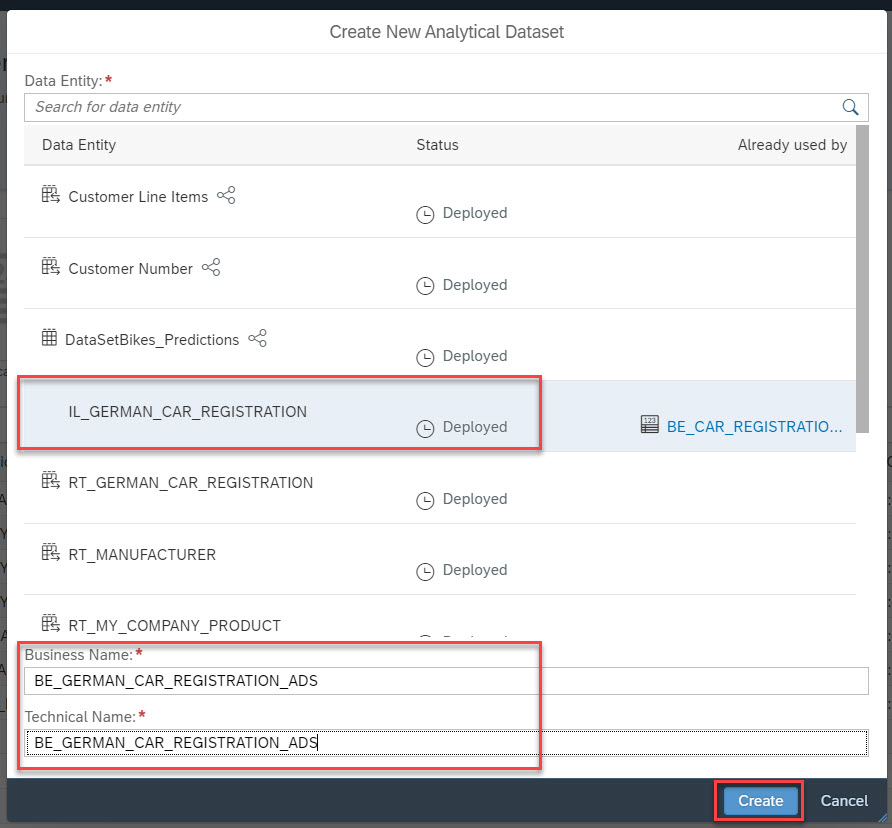 Create New Analytical Dataset
Data Entity:*
Search for data entity
Data Entity Status Already used by
Customer Line Items
Deployed
Customer Number
Deployed
DataSetBikes_Predictions
Deployed
IL_GERMAN_CAR_REGISTRATION
Deployed 123 BE_CAR_REGISTRATIO...
RT_GERMAN_CAR_REGISTRATION
Deployed
RT_MANUFACTURER
Deployed
RT_MY_COMPANY_PRODUCT
Business Name:*
BE_GERMAN_CAR_REGISTRATION_ADS
Technical Name:*
BE_GERMAN_CAR_REGISTRATION_ADS
Create Cancel